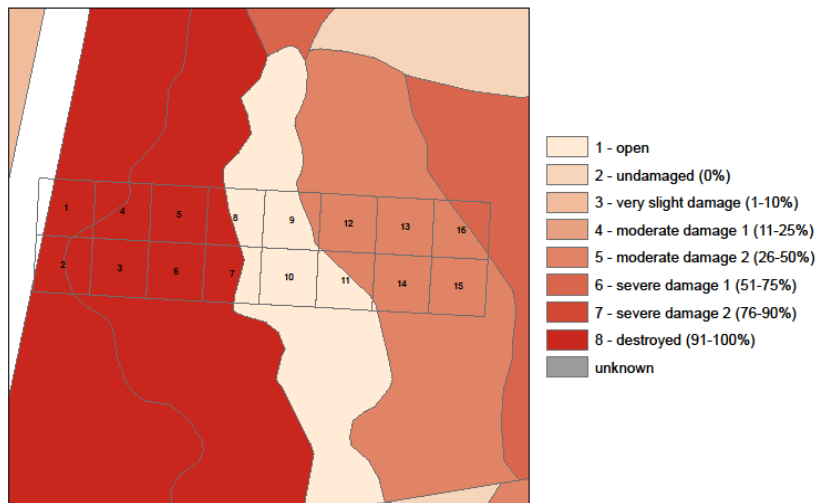 1
4
5
8
9
12
13
16
2
3
6
7
10
11
14
15
1 - open
2 - undamaged (0%)
3 - very slight damage (1-10%)
4 - moderate damage 1 (11-25%)
5 - moderate damage 2 (26-50%)
6 - severe damage 1 (51-75%)
7 - severe damage 2 (76-90%)
8 - destroyed (91-100%)
unknown